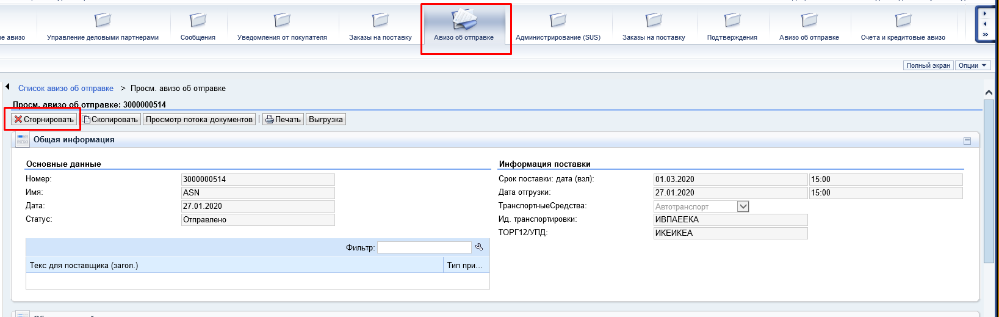 ые авизо
Управление деловыми партнерами
Сообщения
Уведомления от покупателя
Заказы на поставку
Авизо об отправке
Администрирование (SUS)
Заказы на поставку
Подтверждения
Авизо об отправке
Счета и кредитовые авизо
Полный экран Опции
Список авизо об отправке > Просм. авизо об отправке
Просм. авизо об отправке: 3000000514
Сторнировать Скопировать Просмотр потока документов | Печать Выгрузка
Общая информация
Основные данные
Номер: 3000000514
Имя: ASN
Дата: 27.01.2020
Статус: Отправлено
Фильтр:
Текс для поставщика (загол.) Тип при...
Информация поставки
Срок поставки: дата (взл): 01.03.2020 15:00
Дата отгрузки: 27.01.2020 15:00
ТранспортныеСредства: Автотранспорт
Ид. транспортировки: ИВПАЕЕКА
ТОРГ12/УПД: ИКЕИКЕА